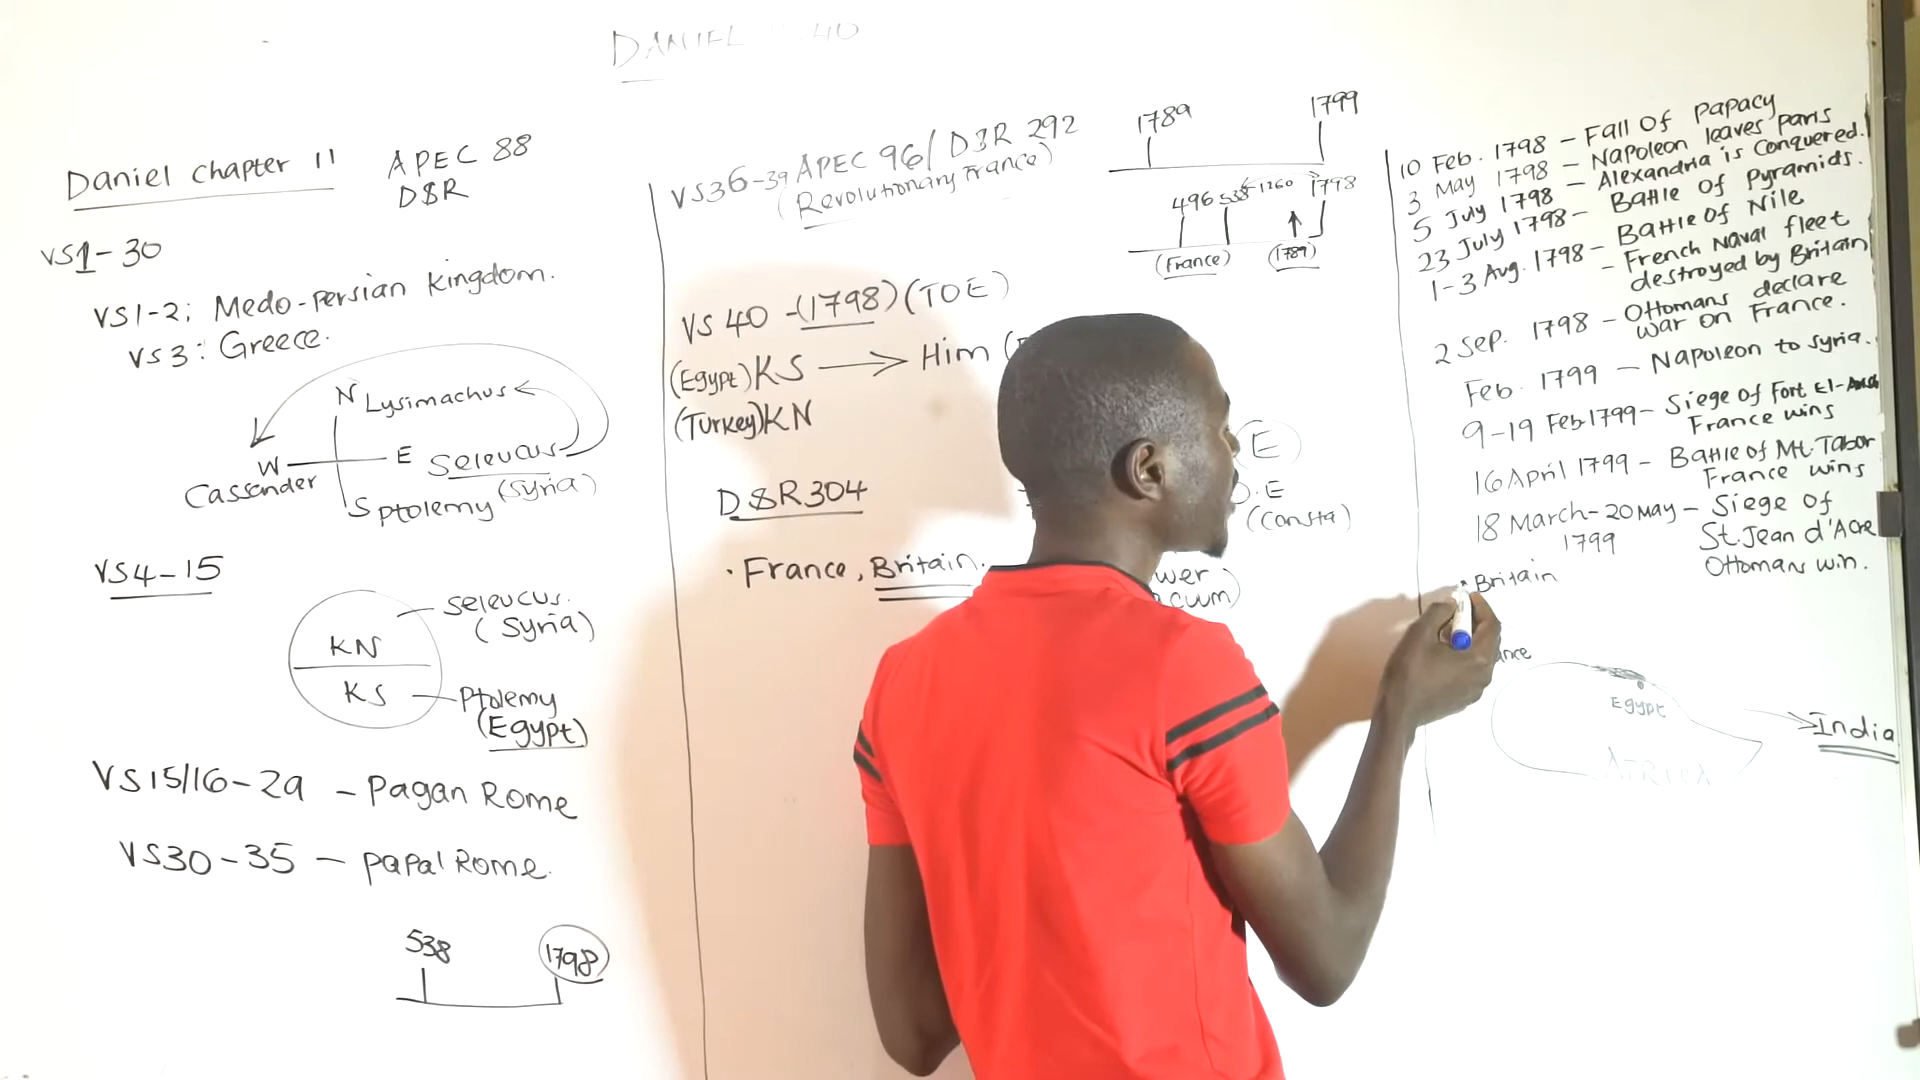 DANIEL 40
Daniel chapter 11
APEC 88
D&R
VS1-30
VS1-2; Medo-persian kingdom.
VS3: Greece.
N Lysimachus
W E Seleucus
Cassander (Syria)
S Ptolemy
VS4-15
KN
KS
seleucus.
(Syria)
Ptolemy
(Egypt)
VS15/16-29 - Pagan Rome
VS30-35 - papal Rome.
538 1798
VS36-39 APEC 96/ D&R 292
(Revolutionary France)
1789 1799
496 538 1260 1798
(France) (1789)
VS 40 -(1798)(TOE)
(Egypt)KS → Him
(Turkey)KN
E
O.E
(Consta)
D&R304
• France, Britain.
10 Feb. 1798 - Fall Of Papacy
3 May 1798 - Napoleon leaves paris
5 July 1798 - Alexandria is conquered.
23 July 1798 - Battle Of Pyramids.
1-3 Aug. 1798 - Battle Of Nile
- French Naval fleet
destroyed by Britain
2 Sep. 1798 - Ottomans declare
war on France.
Feb. 1799 - Napoleon to Syria.
9-19 Feb 1799 - Siege of Fort El-Arish
France wins
16 April 1799 - Battle of Mt. Tabor
France wins
18 March-20 May - Siege of
1799 St. Jean d'Acre
Ottomans win.
Britain
Egypt
India
AFRICA